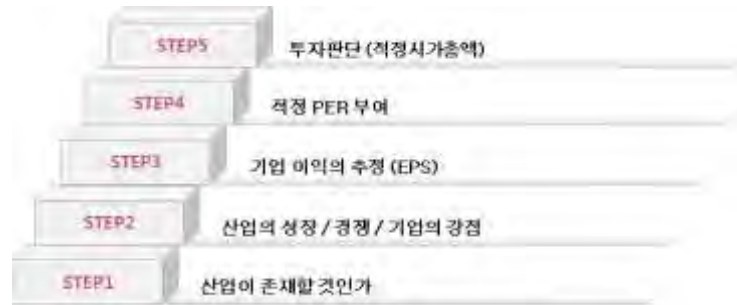 STEP5 투자판단 (적정시가총액)
STEP4 적정 PER 부여
STEP3 기업 이익의 추정 (EPS)
STEP2 산업의 성장 / 경쟁 / 기업의 강점
STEP1 산업이 존재할 것인가